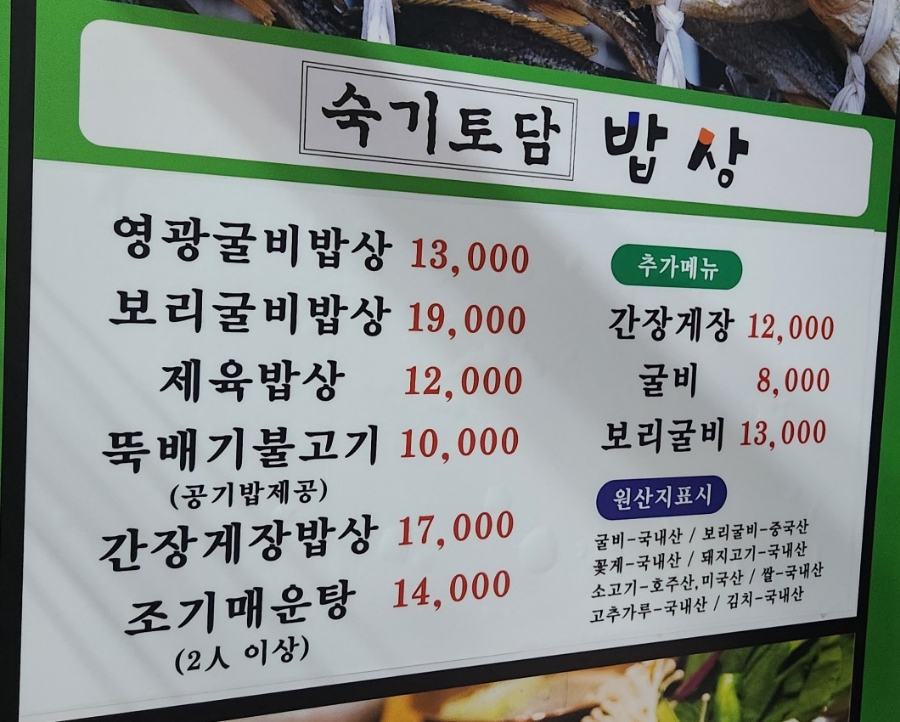 숙기토담 밥상
영광굴비밥상 13,000
보리굴비밥상 19,000
제육밥상 12,000
뚝배기불고기 10,000
(공기밥제공)
간장게장밥상 17,000
조기매운탕 14,000
(2人 이상)
추가메뉴
간장게장 12,000
굴비 8,000
보리굴비 13,000
원산지표시
굴비-국내산 / 보리굴비-중국산
꽃게-국내산 / 돼지고기-국내산
소고기-호주산,미국산 / 쌀-국내산
고추가루-국내산 / 김치-국내산